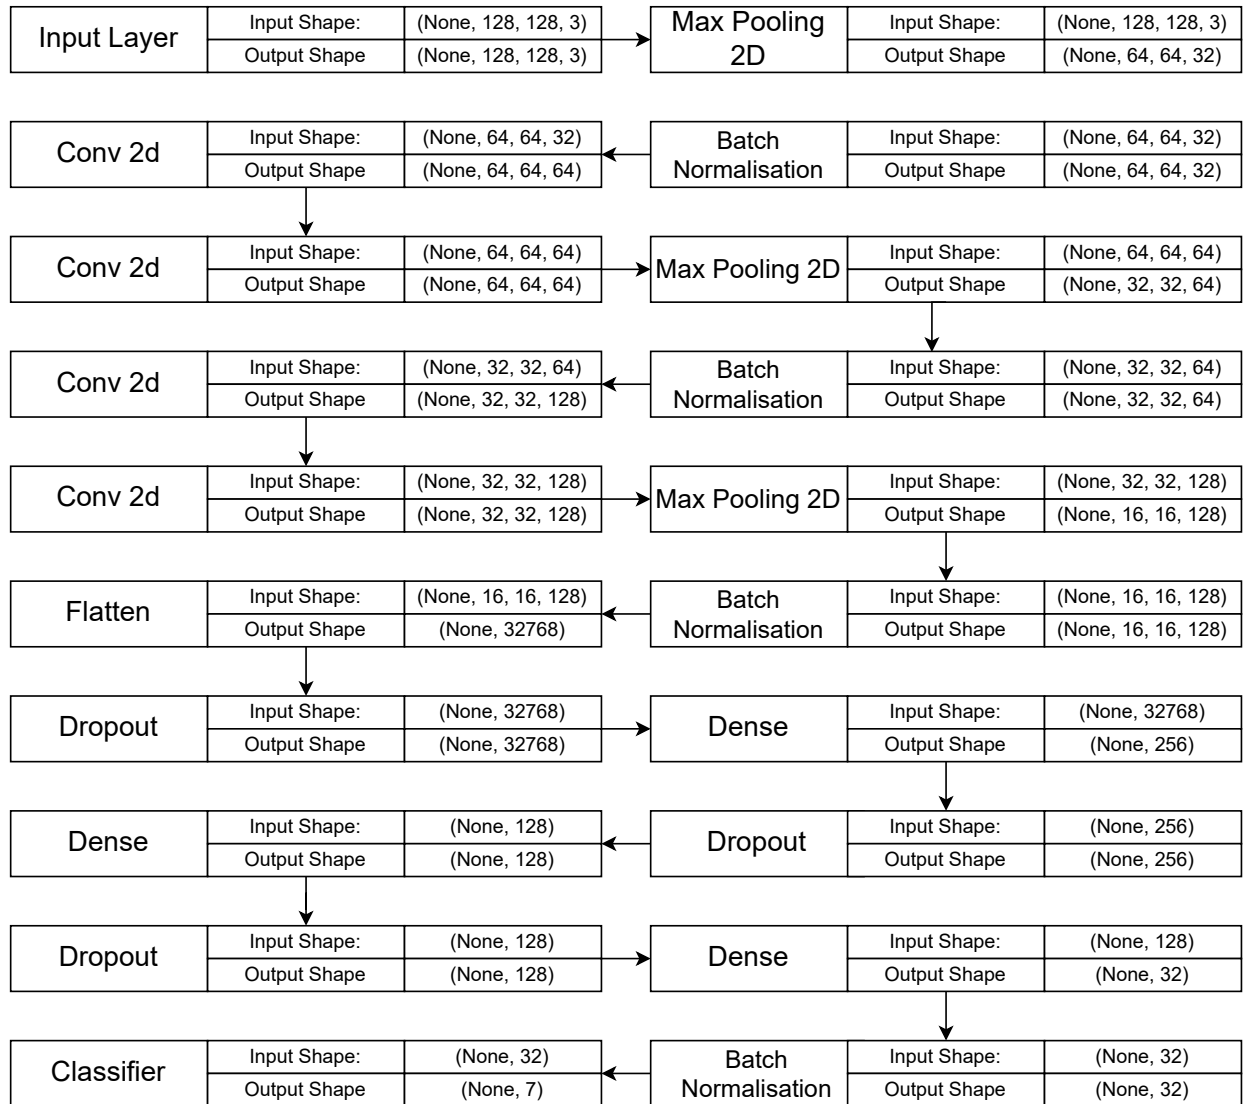 Input Layer
Input Shape: (None, 128, 128, 3)
Output Shape (None, 128, 128, 3)
Max Pooling
2D
Input Shape: (None, 128, 128, 3)
Output Shape (None, 64, 64, 32)
Conv 2d
Input Shape: (None, 64, 64, 32)
Output Shape (None, 64, 64, 64)
Batch
Normalisation
Input Shape: (None, 64, 64, 32)
Output Shape (None, 64, 64, 32)
Conv 2d
Input Shape: (None, 64, 64, 64)
Output Shape (None, 64, 64, 64)
Max Pooling 2D
Input Shape: (None, 64, 64, 64)
Output Shape (None, 32, 32, 64)
Conv 2d
Input Shape: (None, 32, 32, 64)
Output Shape (None, 32, 32, 128)
Batch
Normalisation
Input Shape: (None, 32, 32, 64)
Output Shape (None, 32, 32, 64)
Conv 2d
Input Shape: (None, 32, 32, 128)
Output Shape (None, 32, 32, 128)
Max Pooling 2D
Input Shape: (None, 32, 32, 128)
Output Shape (None, 16, 16, 128)
Flatten
Input Shape: (None, 16, 16, 128)
Output Shape (None, 32768)
Batch
Normalisation
Input Shape: (None, 16, 16, 128)
Output Shape (None, 16, 16, 128)
Dropout
Input Shape: (None, 32768)
Output Shape (None, 32768)
Dense
Input Shape: (None, 32768)
Output Shape (None, 256)
Dense
Input Shape: (None, 128)
Output Shape (None, 128)
Dropout
Input Shape: (None, 256)
Output Shape (None, 256)
Dropout
Input Shape: (None, 128)
Output Shape (None, 128)
Dense
Input Shape: (None, 128)
Output Shape (None, 32)
Classifier
Input Shape: (None, 32)
Output Shape (None, 7)
Batch
Normalisation
Input Shape: (None, 32)
Output Shape (None, 32)